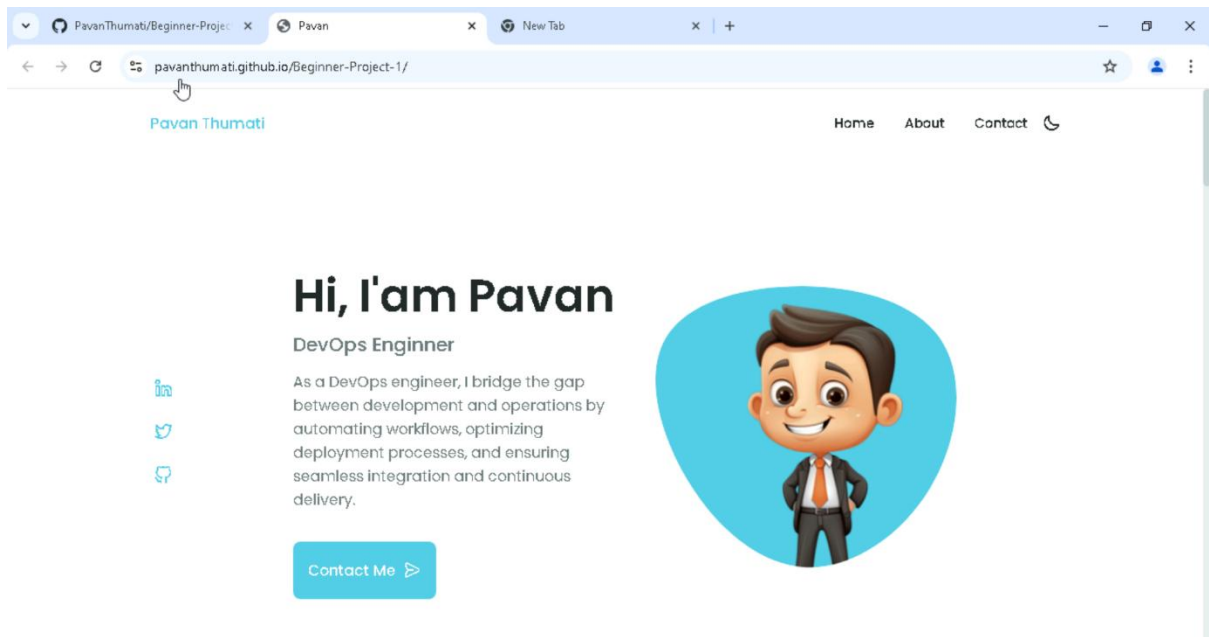 PavanThumati/Beginner-Projec
Pavan
New Tab
pavanthumati.github.io/Beginner-Project-1/
Pavan Thumati
Home About Contact
Hi, I'am Pavan
DevOps Enginner
As a DevOps engineer, I bridge the gap
between development and operations by
automating workflows, optimizing
deployment processes, and ensuring
seamless integration and continuous
delivery.
Contact Me